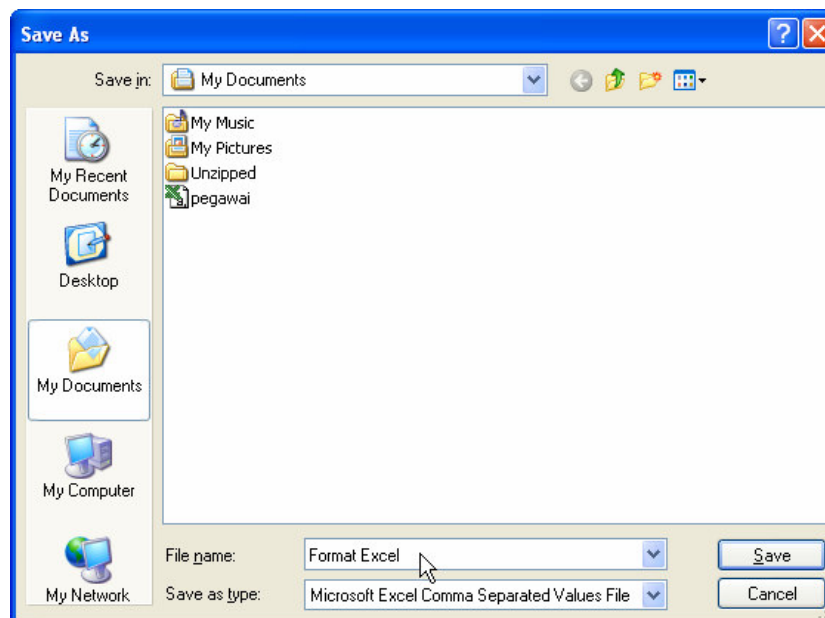 Save As
Save in:
My Documents
My Music
My Pictures
Unzipped
pegawai
My Recent
Documents
Desktop
My Documents
My Computer
My Network
File name:
Format Excel
Save
Save as type:
Microsoft Excel Comma Separated Values File
Cancel